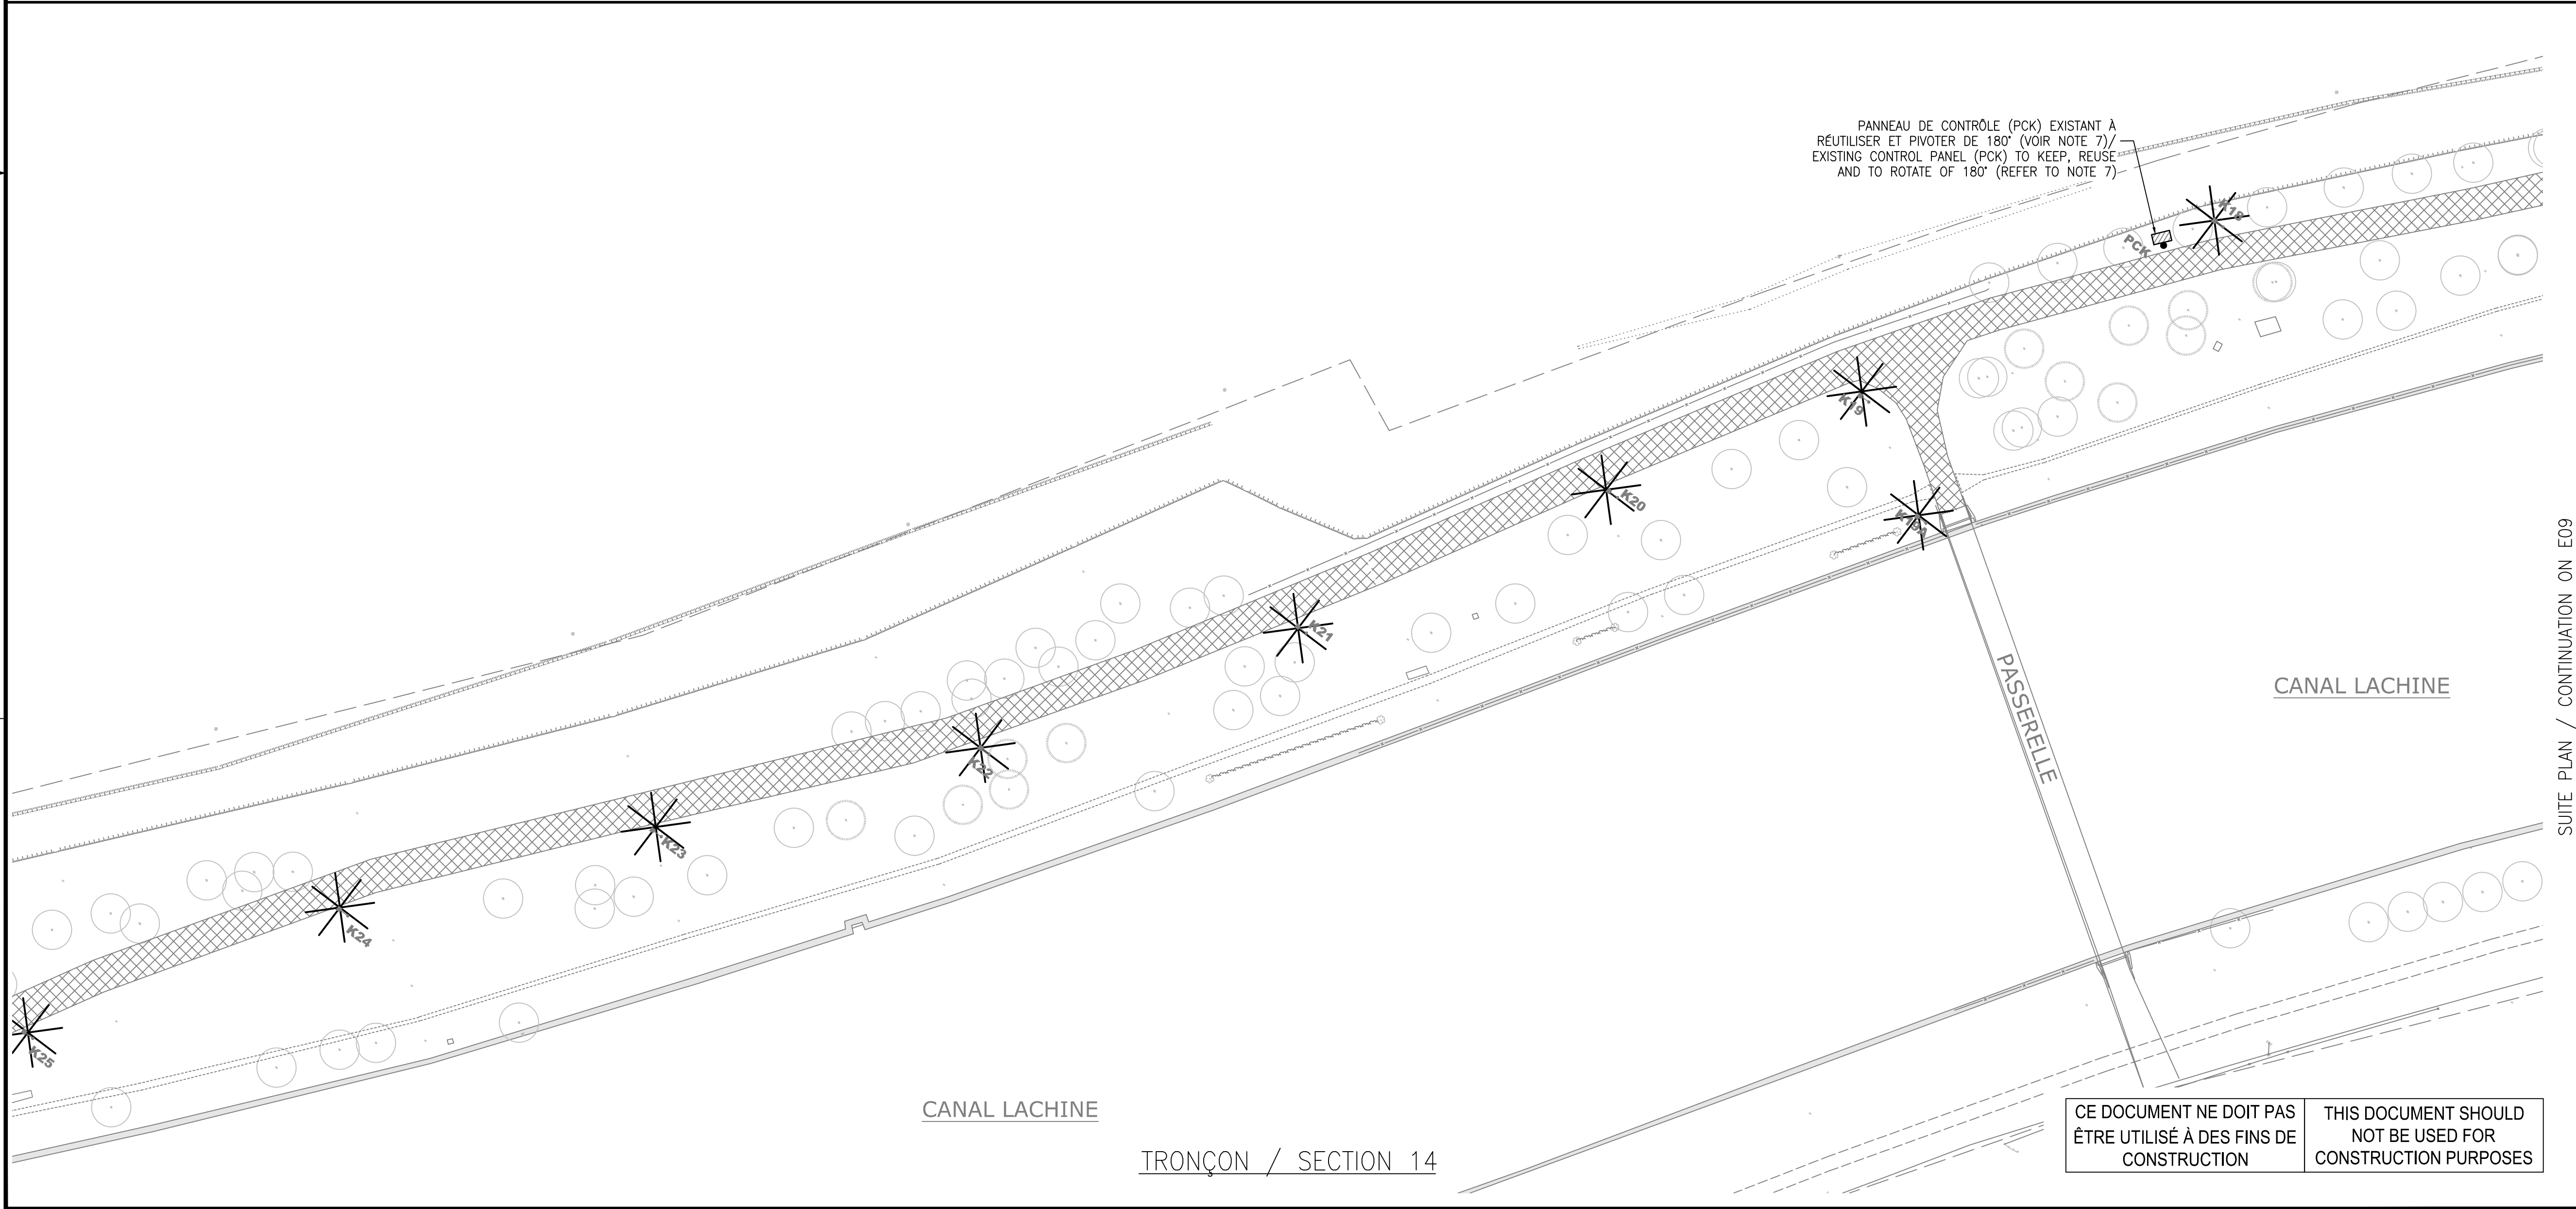 PANNEAU DE CONTRÔLE (PCK) EXISTANT À
RÉUTILISER ET PIVOTER DE 180° (VOIR NOTE 7)/
EXISTING CONTROL PANEL (PCK) TO KEEP, REUSE
AND TO ROTATE OF 180° (REFER TO NOTE 7)
K18
PCK
K19
K20
K19A
K21
K22
K23
K24
K25
PASSERELLE
CANAL LACHINE
CANAL LACHINE
SUITE PLAN / CONTINUATION ON E09
TRONÇON / SECTION 14
CE DOCUMENT NE DOIT PAS
ÊTRE UTILISÉ À DES FINS DE
CONSTRUCTION
THIS DOCUMENT SHOULD
NOT BE USED FOR
CONSTRUCTION PURPOSES